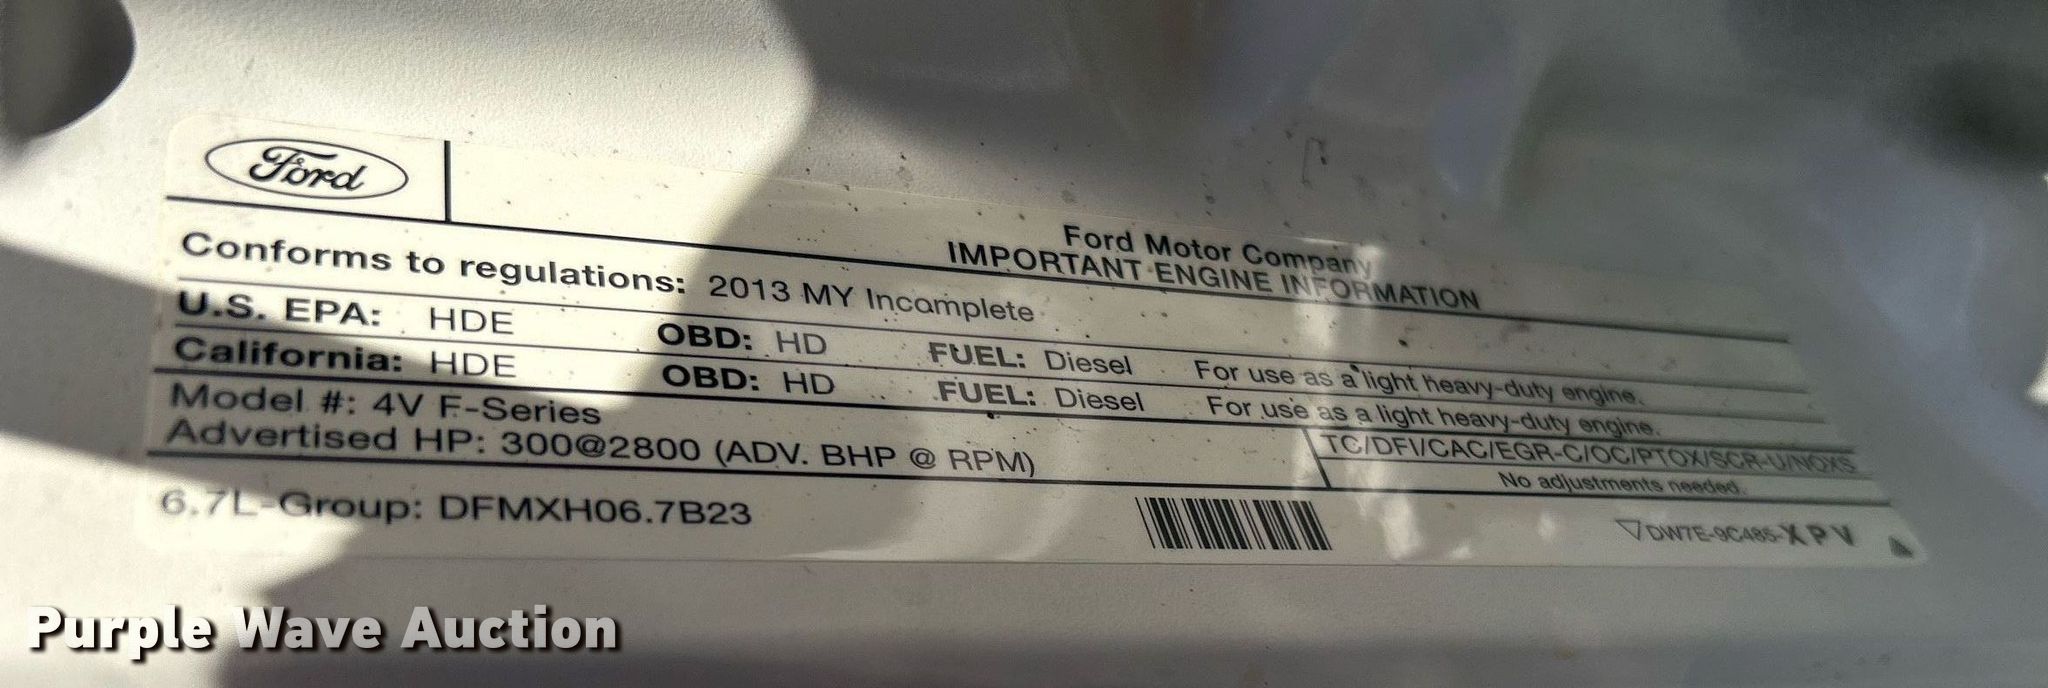 Ford
Ford Motor Company
IMPORTANT ENGINE INFORMATION
Conforms to regulations: 2013 MY Incomplete
U.S. EPA: HDE OBD: HD FUEL: Diesel For use as a light heavy-duty engine.
California: HDE OBD: HD FUEL: Diesel For use as a light heavy-duty engine.
Model #: 4V F-Series
Advertised HP: 300@2800 (ADV. BHP @ RPM)
TC/DFI/CAC/EGR-C/OC/PTOX/SCR-U/NOXS
No adjustments needed.
6.7L-Group: DFMXH06.7B23
DW7E-9C485-XPV
Purple Wave Auction